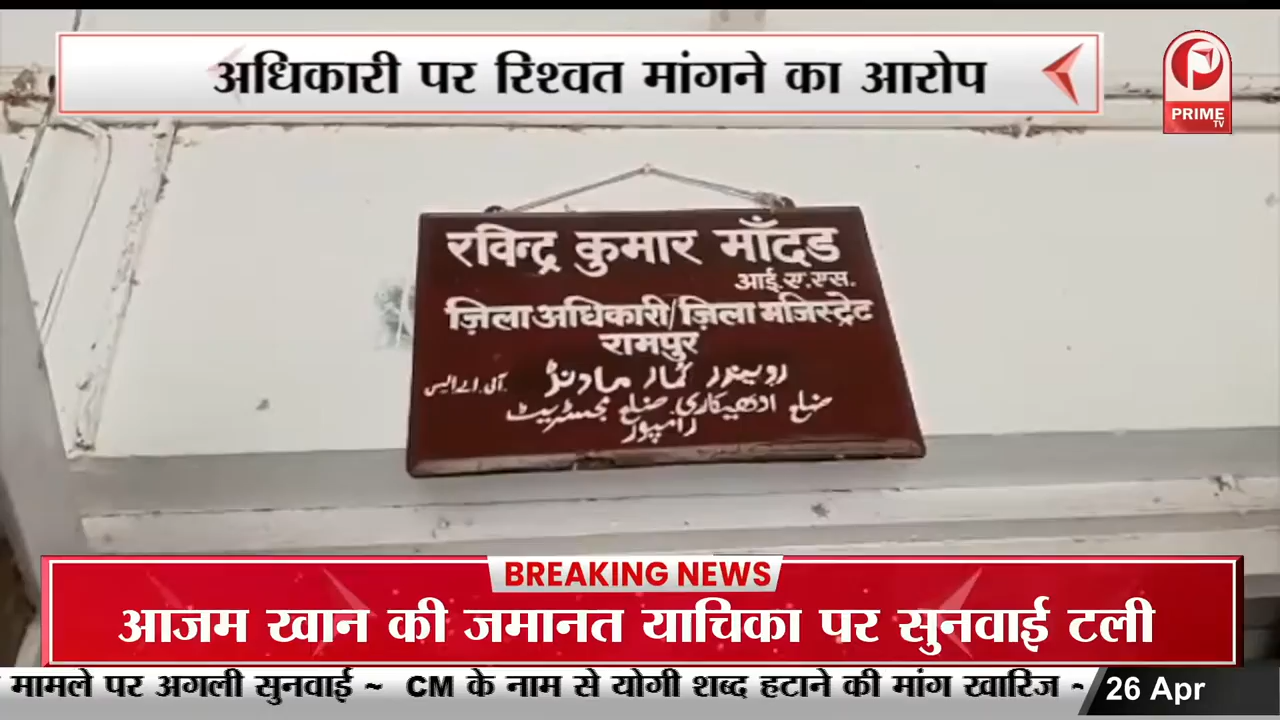 अधिकारी पर रिश्वत मांगने का आरोप
PRIME
TV
रविन्द्र कुमार माँदड
आई.ए.एस.
ज़िला अधिकारी/ज़िला मजिस्ट्रेट
रामपुर
رویندر کمار ماندڑ آئی.اے.ایس
ضلع ادھیکاری ضلع مجسٹریٹ
رامپور
BREAKING NEWS
आजम खान की जमानत याचिका पर सुनवाई टली
मामले पर अगली सुनवाई ~ CM के नाम से योगी शब्द हटाने की मांग खारिज ~
26 Apr